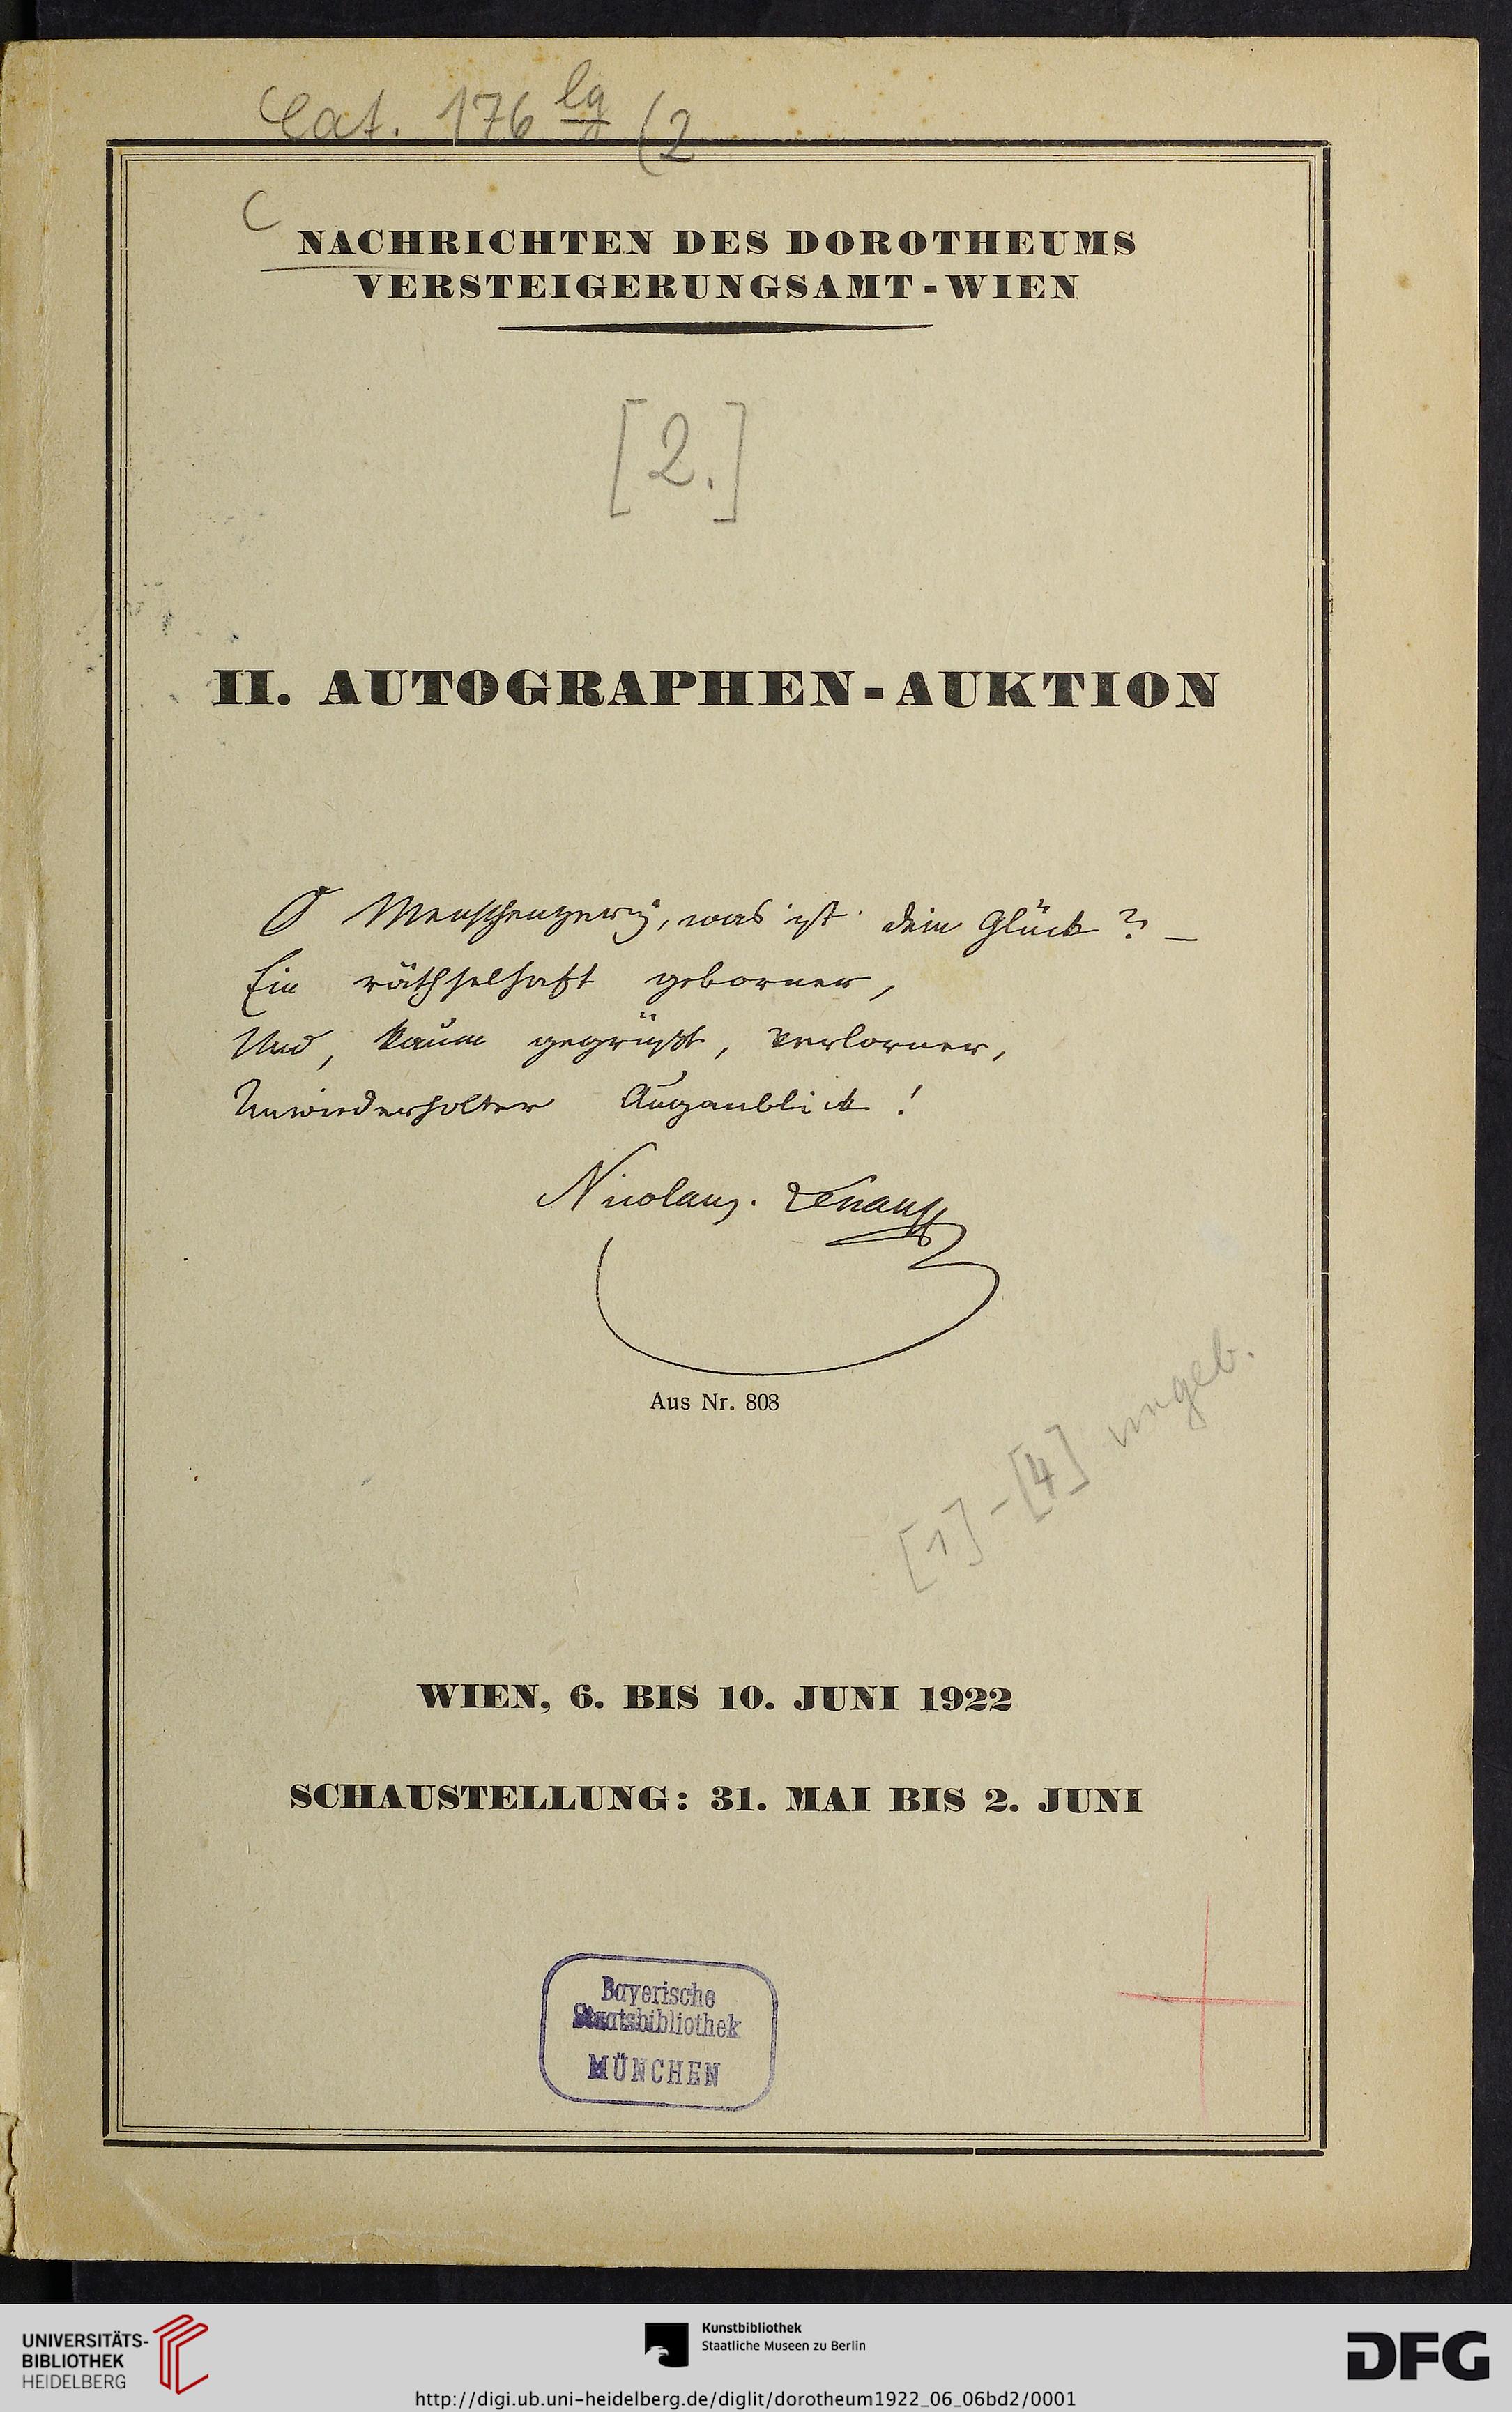 Cat. 176 (2
C
NACHRICHTEN DES DOROTHEUMS
VERSTEIGERUNGSAMT-WIEN
[2.]
II. AUTOGRAPHEN-AUKTION
O Menschenherz, was ist dein Glück? –
Ein räthselhaft geborner,
Und, kaum gegrüßt, verlorner,
Unwiederholter Augenblick!
Nicolaus Lenau
Aus Nr. 808
[1]-[4] ungeb.
WIEN, 6. BIS 10. JUNI 1922
SCHAUSTELLUNG: 31. MAI BIS 2. JUNI
Bayerische
Staatsbibliothek
MÜNCHEN
UNIVERSITÄTS-
BIBLIOTHEK
HEIDELBERG
Kunstbibliothek
Staatliche Museen zu Berlin
DFG
http://digi.ub.uni-heidelberg.de/diglit/dorotheum1922_06_06bd2/0001